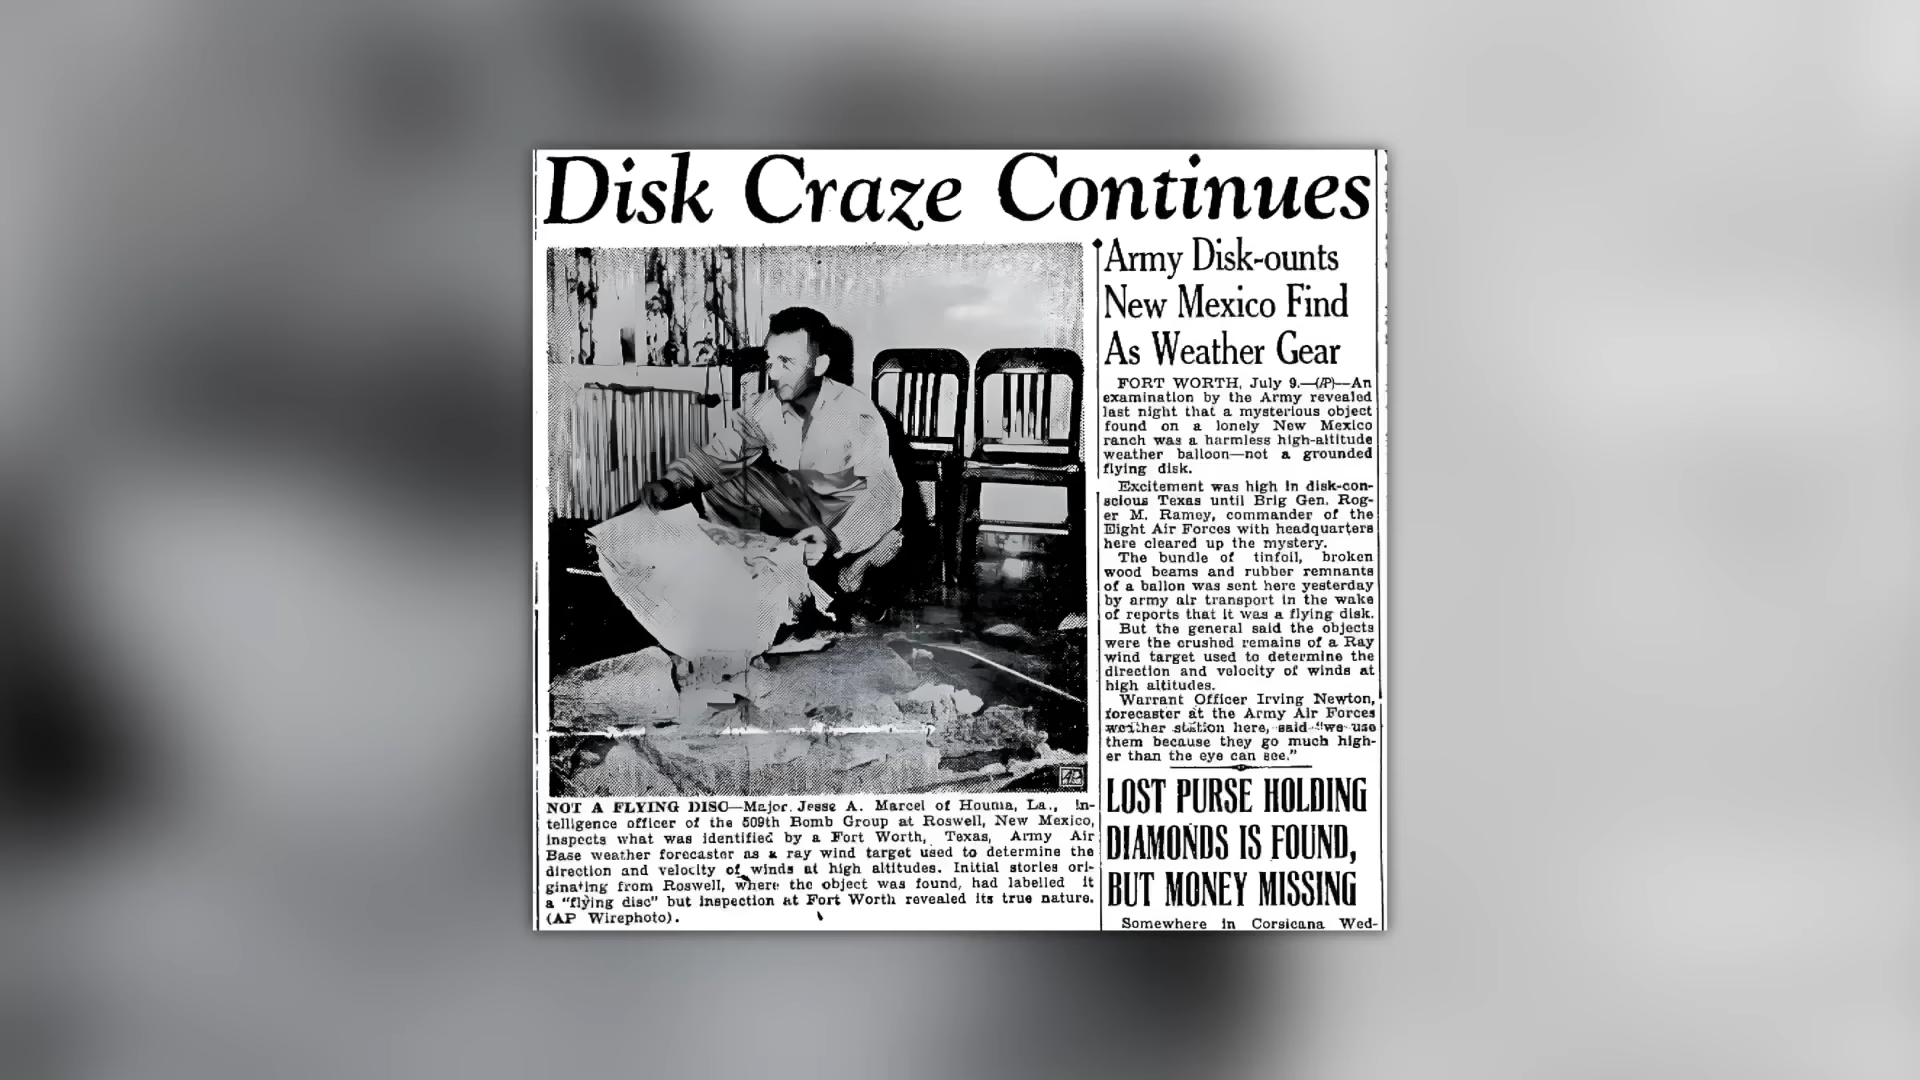 Disk Craze Continues
Army Disk-ounts
New Mexico Find
As Weather Gear
FORT WORTH, July 9.—(AP)—An
examination by the Army revealed
last night that a mysterious object
found on a lonely New Mexico
ranch was a harmless high-altitude
weather balloon—not a grounded
flying disk.
Excitement was high in disk-con-
scious Texas until Brig Gen. Rog-
er M. Ramey, commander of the
Eight Air Forces with headquarters
here cleared up the mystery.
The bundle of tinfoil, broken
wood beams and rubber remnants
of a ballon was sent here yesterday
by army air transport in the wake
of reports that it was a flying disk.
But the general said the objects
were the crushed remains of a Ray
wind target used to determine the
direction and velocity of winds at
high altitudes.
Warrant Officer Irving Newton,
forecaster at the Army Air Forces
weather station here, said "we use
them because they go much high-
er than the eye can see."
LOST PURSE HOLDING
DIAMONDS IS FOUND,
BUT MONEY MISSING
Somewhere in Corsicana Wed-
AP
NOT A FLYING DISC—Major. Jesse A. Marcel of Houma, La., in-
telligence officer of the 509th Bomb Group at Roswell, New Mexico,
inspects what was identified by a Fort Worth, Texas, Army Air
Base weather forecaster as a ray wind target used to determine the
direction and velocity of winds at high altitudes. Initial stories ori-
ginating from Roswell, where the object was found, had labelled it
a "flying disc" but inspection at Fort Worth revealed its true nature.
(AP Wirephoto).